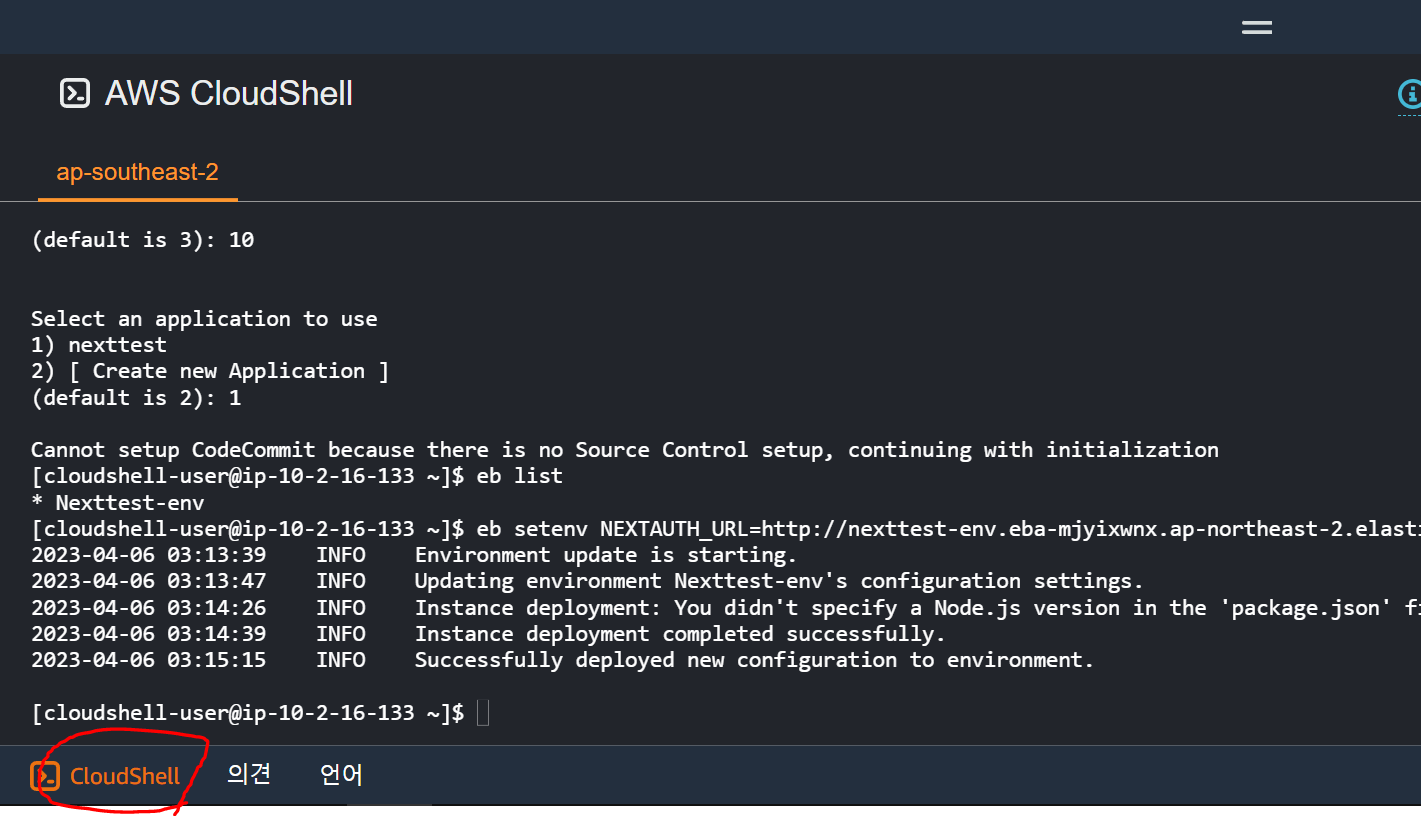 AWS CloudShell
ap-southeast-2
(default is 3): 10
Select an application to use
1) nexttest
2) [ Create new Application ]
(default is 2): 1
Cannot setup CodeCommit because there is no Source Control setup, continuing with initialization
[cloudshell-user@ip-10-2-16-133 ~]$ eb list
* Nexttest-env
[cloudshell-user@ip-10-2-16-133 ~]$ eb setenv NEXTAUTH_URL=http://nexttest-env.eba-mjyixwnx.ap-northeast-2.elasti
2023-04-06 03:13:39    INFO    Environment update is starting.
2023-04-06 03:13:47    INFO    Updating environment Nexttest-env's configuration settings.
2023-04-06 03:14:26    INFO    Instance deployment: You didn't specify a Node.js version in the 'package.json' fi
2023-04-06 03:14:39    INFO    Instance deployment completed successfully.
2023-04-06 03:15:15    INFO    Successfully deployed new configuration to environment.
[cloudshell-user@ip-10-2-16-133 ~]$
CloudShell 의견 언어